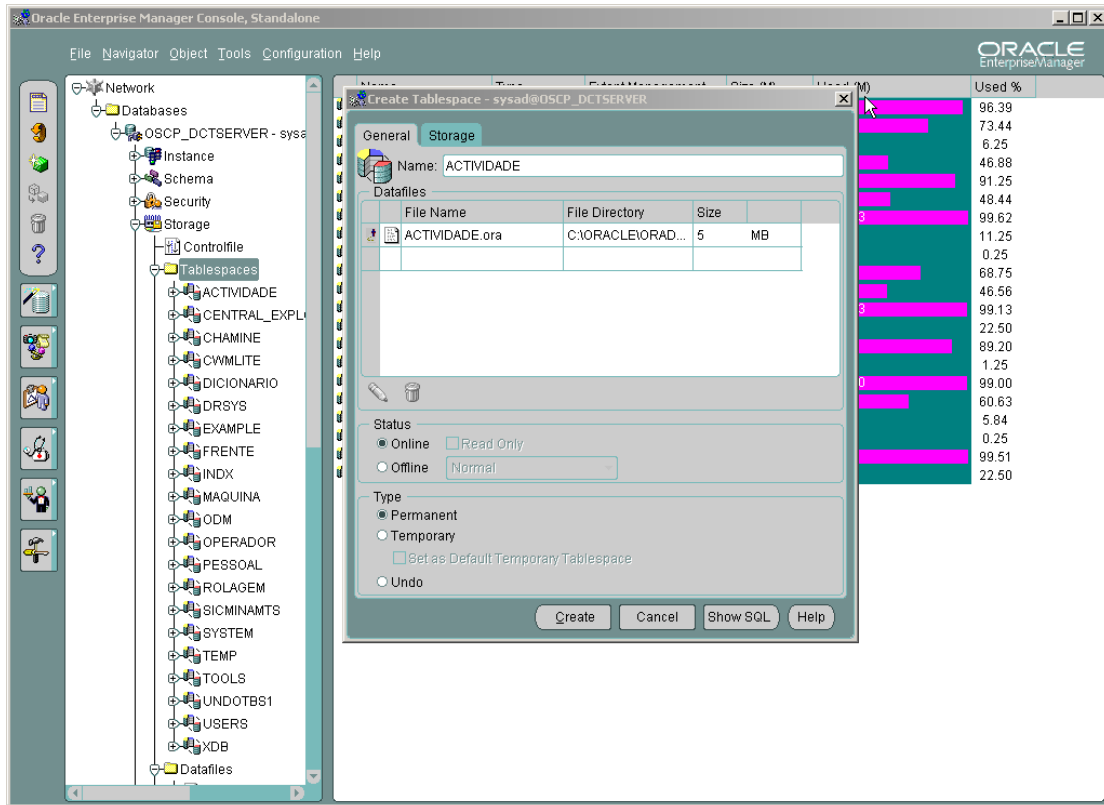 Oracle Enterprise Manager Console, Standalone
File Navigator Object Tools Configuration Help
ORACLE
EnterpriseManager
Network
Databases
OSCP_DCTSERVER - sysa
Instance
Schema
Security
Storage
Controlfile
Tablespaces
ACTIVIDADE
CENTRAL_EXPL
CHAMINE
CWMLITE
DICIONARIO
DRSYS
EXAMPLE
FRENTE
INDX
MAQUINA
ODM
OPERADOR
PESSOAL
ROLAGEM
SICMINAMTS
SYSTEM
TEMP
TOOLS
UNDOTBS1
USERS
XDB
Datafiles
Create Tablespace - sysad@OSCP_DCTSERVER
General Storage
Name: ACTIVIDADE
Datafiles
File Name File Directory Size
ACTIVIDADE.ora C:\ORACLE\ORAD... 5 MB
Status
Online Read Only
Offline Normal
Type
Permanent
Temporary
Set as Default Temporary Tablespace
Undo
Create Cancel Show SQL Help
Used %
96.39
73.44
6.25
46.88
91.25
48.44
99.62
11.25
0.25
68.75
46.56
99.13
22.50
89.20
1.25
99.00
60.63
5.84
0.25
99.51
22.50